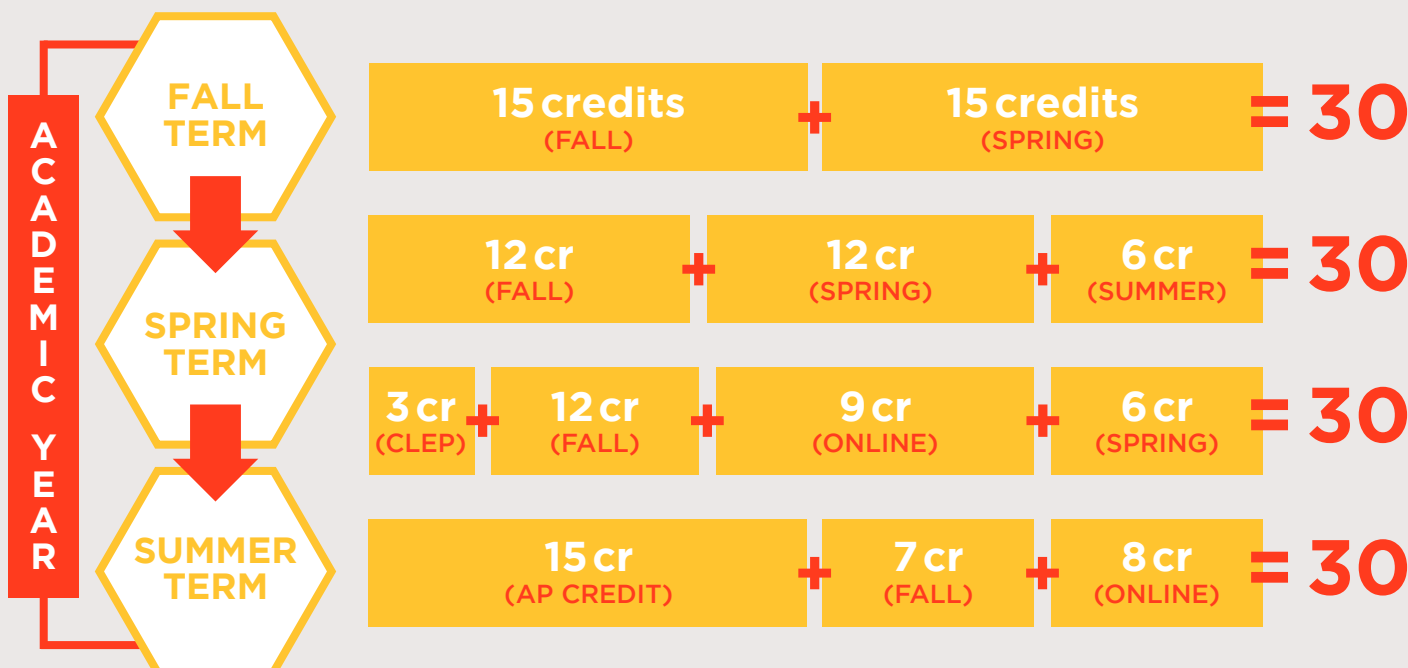 ACADEMIC YEAR
FALL
TERM
SPRING
TERM
SUMMER
TERM
15 credits + 15 credits = 30
(FALL) (SPRING)
12 cr + 12 cr + 6 cr = 30
(FALL) (SPRING) (SUMMER)
3 cr + 12 cr + 9 cr + 6 cr = 30
(CLEP) (FALL) (ONLINE) (SPRING)
15 cr + 7 cr + 8 cr = 30
(AP CREDIT) (FALL) (ONLINE)